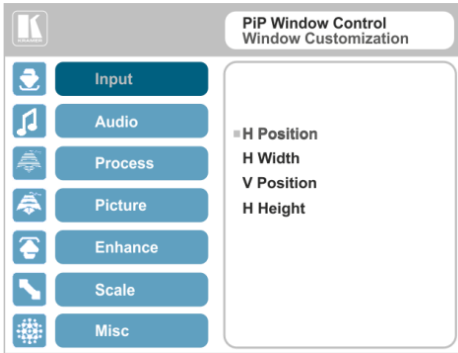 PiP Window Control
Window Customization
Input
Audio
Process
Picture
Enhance
Scale
Misc
H Position
H Width
V Position
H Height